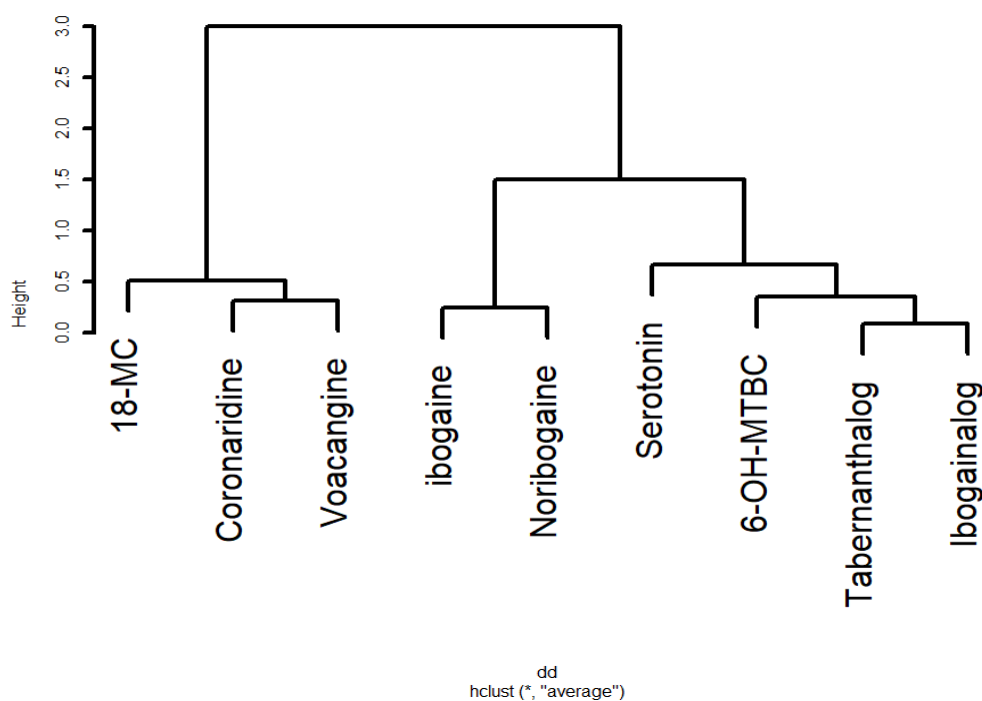 3.0
2.5
2.0
1.5
1.0
0.5
0.0
Height
18-MC
Coronaridine
Voacangine
ibogaine
Noribogaine
Serotonin
6-OH-MTBC
Tabernanthalog
Ibogainalog
dd
hclust (*, "average")